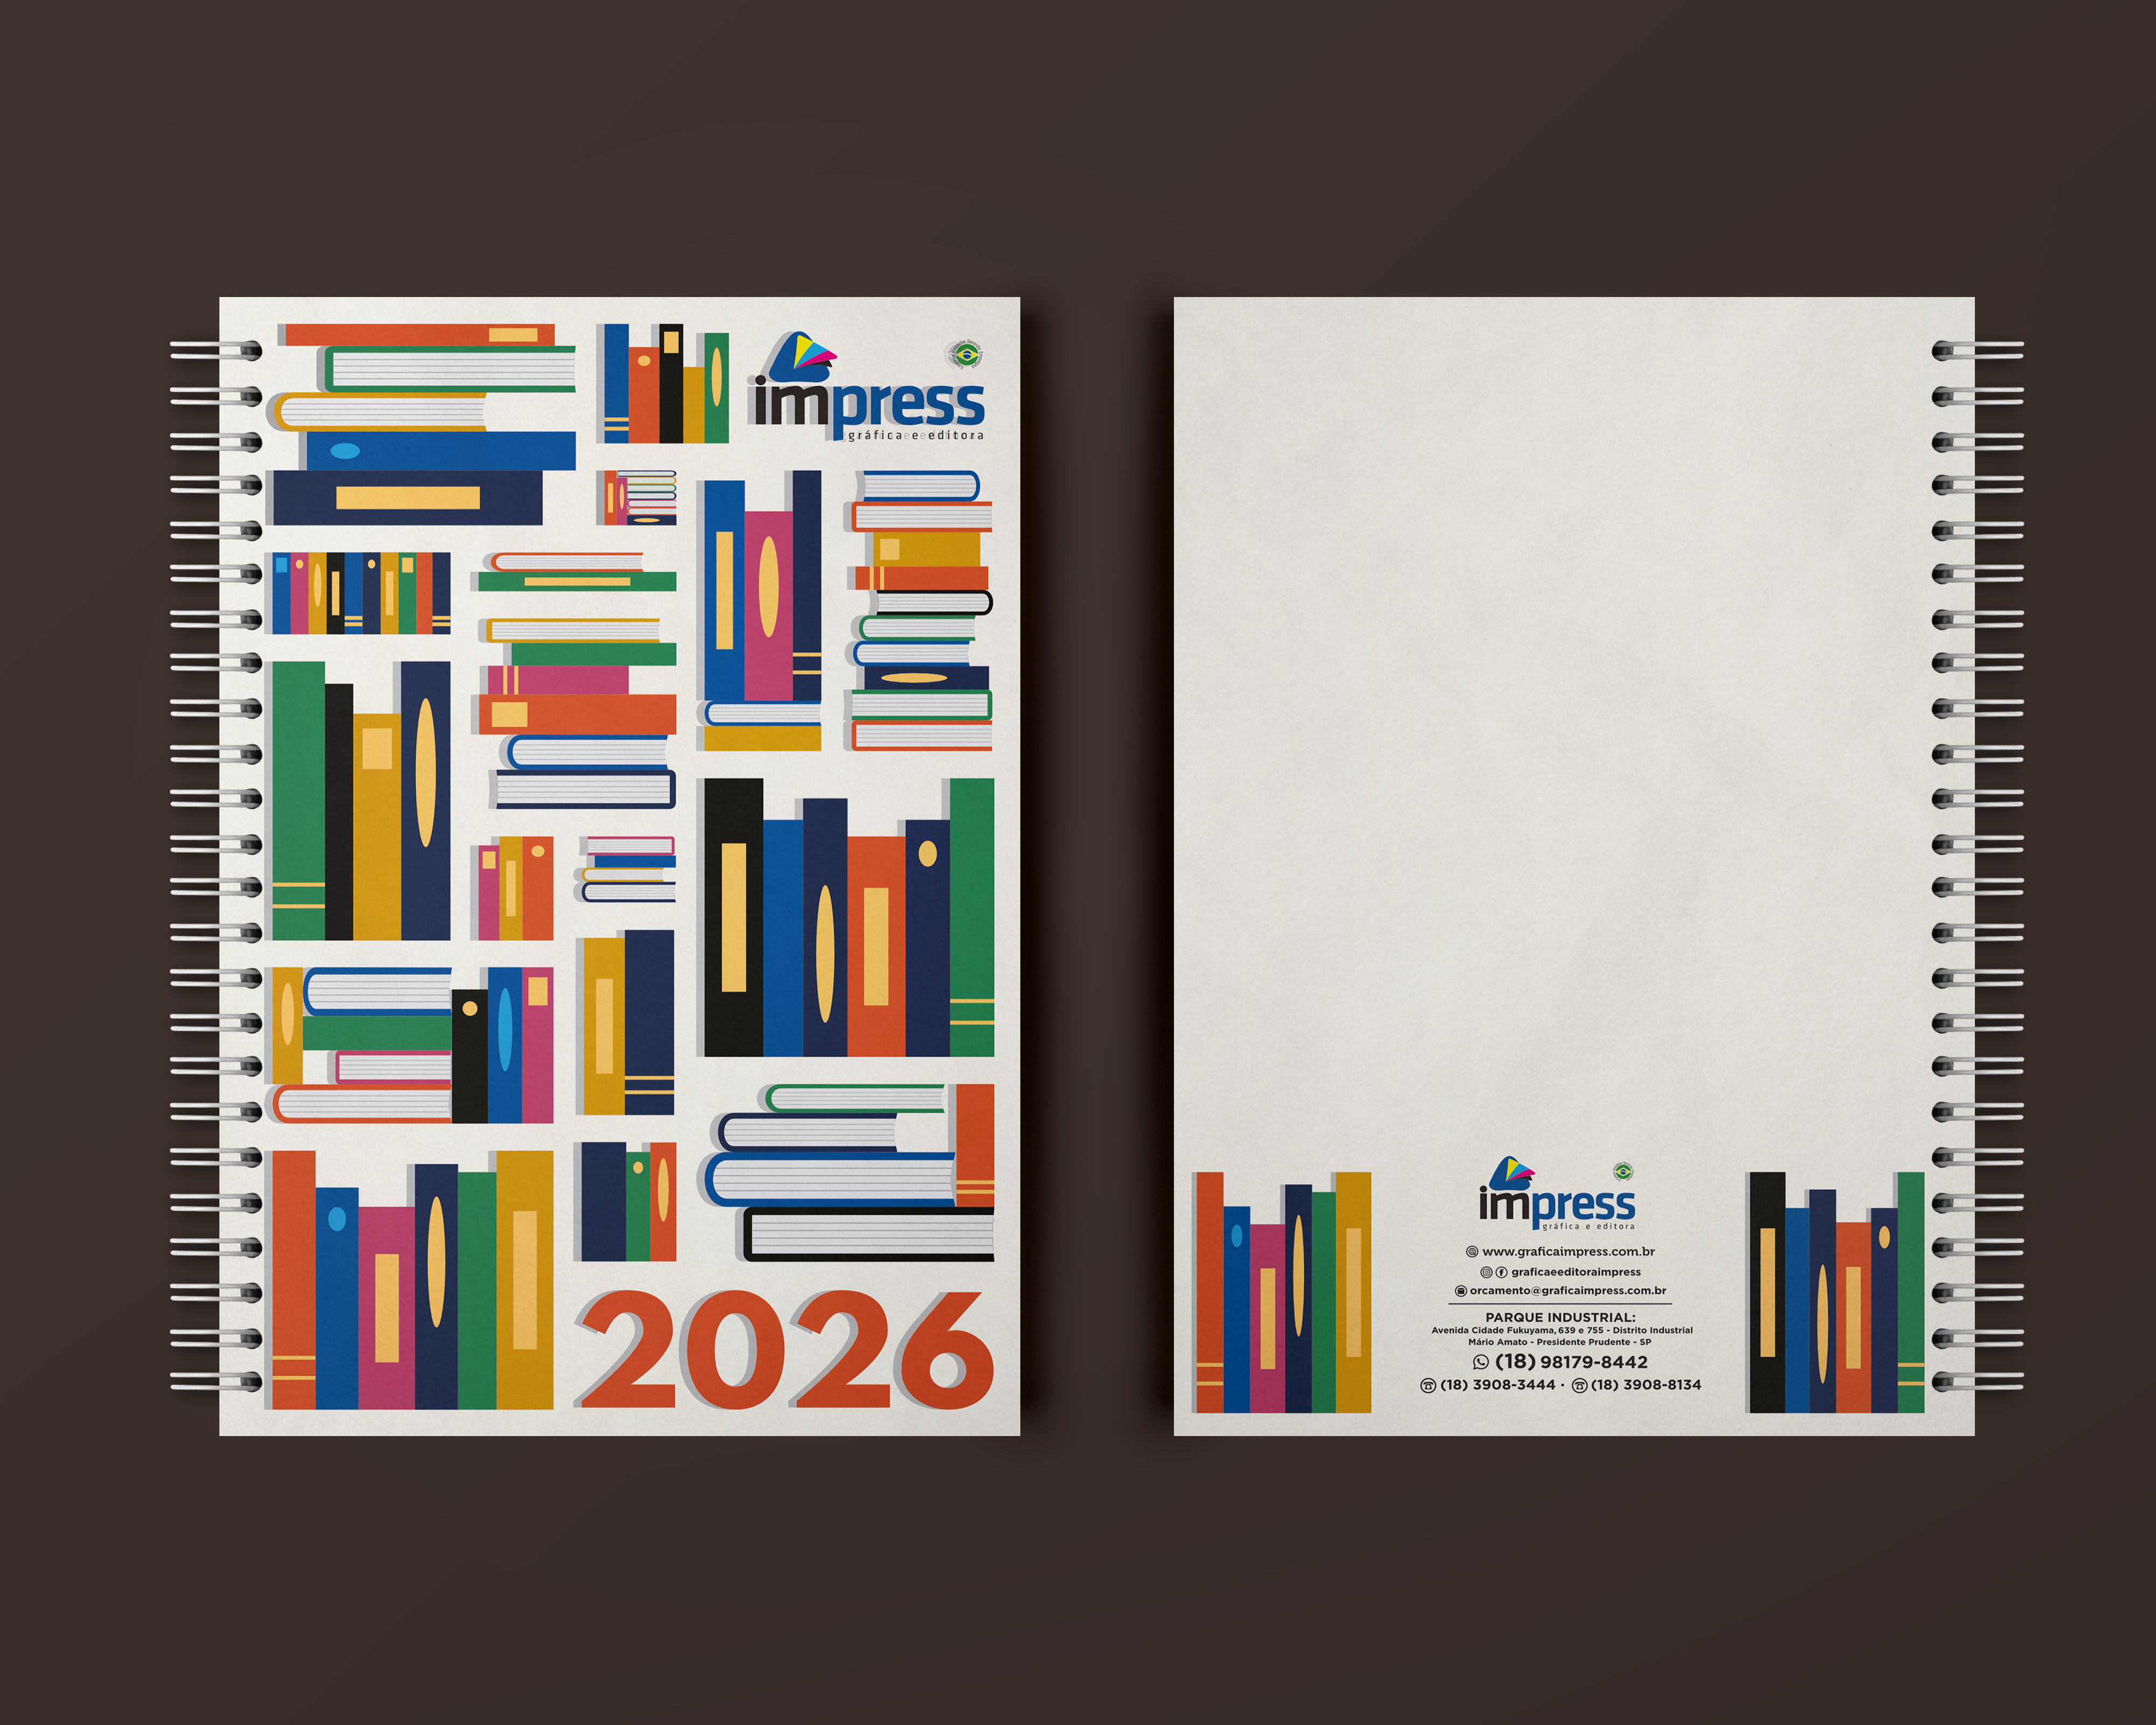 impress
gráfica e editora
2026
impress
gráfica e editora
www.graficaimpress.com.br
graficaeeditoraimpress
orcamento@graficaimpress.com.br
PARQUE INDUSTRIAL:
Avenida Cidade Fukuyama, 639 e 755 - Distrito Industrial
Mário Amato - Presidente Prudente - SP
(18) 98179-8442
(18) 3908-3444 · (18) 3908-8134